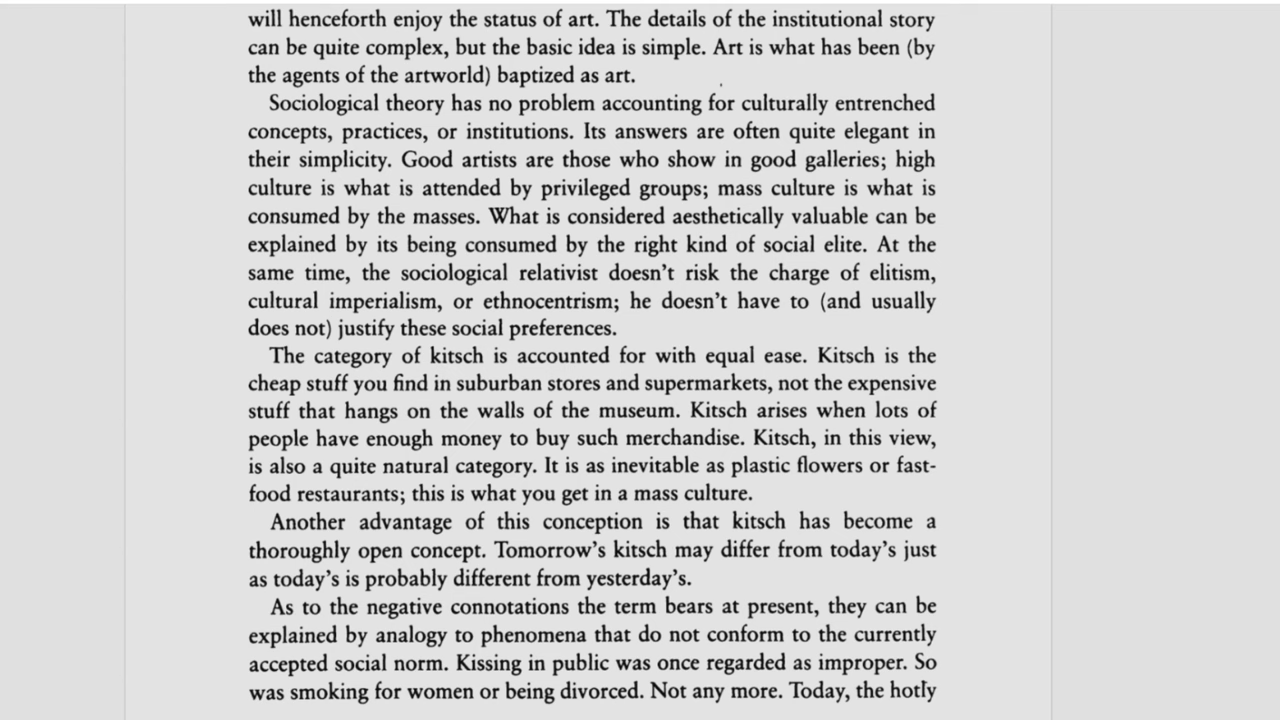 will henceforth enjoy the status of art. The details of the institutional story
can be quite complex, but the basic idea is simple. Art is what has been (by
the agents of the artworld) baptized as art.
Sociological theory has no problem accounting for culturally entrenched
concepts, practices, or institutions. Its answers are often quite elegant in
their simplicity. Good artists are those who show in good galleries; high
culture is what is attended by privileged groups; mass culture is what is
consumed by the masses. What is considered aesthetically valuable can be
explained by its being consumed by the right kind of social elite. At the
same time, the sociological relativist doesn't risk the charge of elitism,
cultural imperialism, or ethnocentrism; he doesn't have to (and usually
does not) justify these social preferences.
The category of kitsch is accounted for with equal ease. Kitsch is the
cheap stuff you find in suburban stores and supermarkets, not the expensive
stuff that hangs on the walls of the museum. Kitsch arises when lots of
people have enough money to buy such merchandise. Kitsch, in this view,
is also a quite natural category. It is as inevitable as plastic flowers or fast-
food restaurants; this is what you get in a mass culture.
Another advantage of this conception is that kitsch has become a
thoroughly open concept. Tomorrow's kitsch may differ from today's just
as today's is probably different from yesterday's.
As to the negative connotations the term bears at present, they can be
explained by analogy to phenomena that do not conform to the currently
accepted social norm. Kissing in public was once regarded as improper. So
was smoking for women or being divorced. Not any more. Today, the hotly